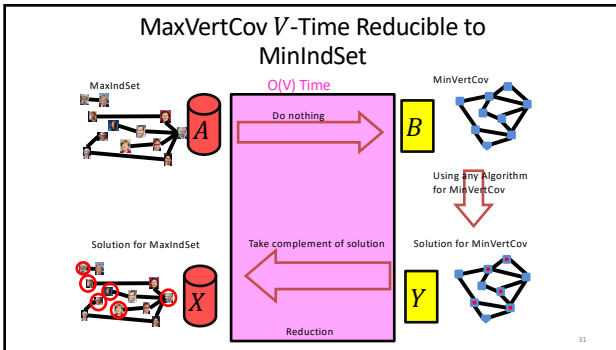 MaxVertCov V-Time Reducible to
MinIndSet
MaxIndSet
O(V) Time
MinVertCov
A
Do nothing
B
Using any Algorithm
for MinVertCov
Solution for MaxIndSet
Take complement of solution
Solution for MinVertCov
X
Y
Reduction
31